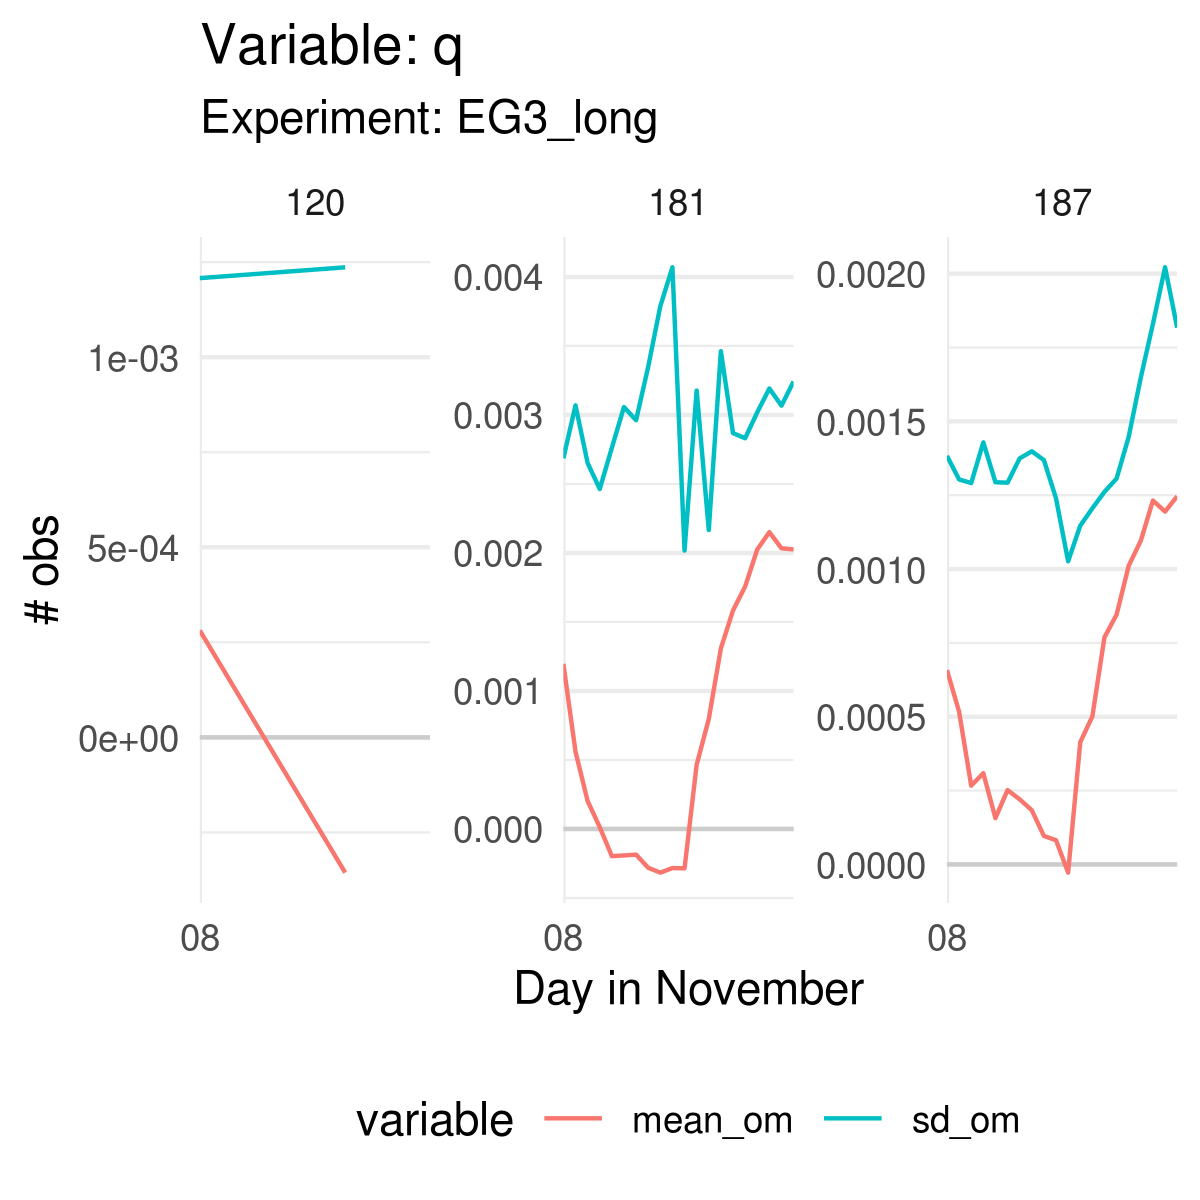 Variable: q
Experiment: EG3_long
120
181
187
1e-03
5e-04
0e+00
0.004
0.003
0.002
0.001
0.000
0.0020
0.0015
0.0010
0.0005
0.0000
# obs
08
08
08
Day in November
variable mean_om sd_om